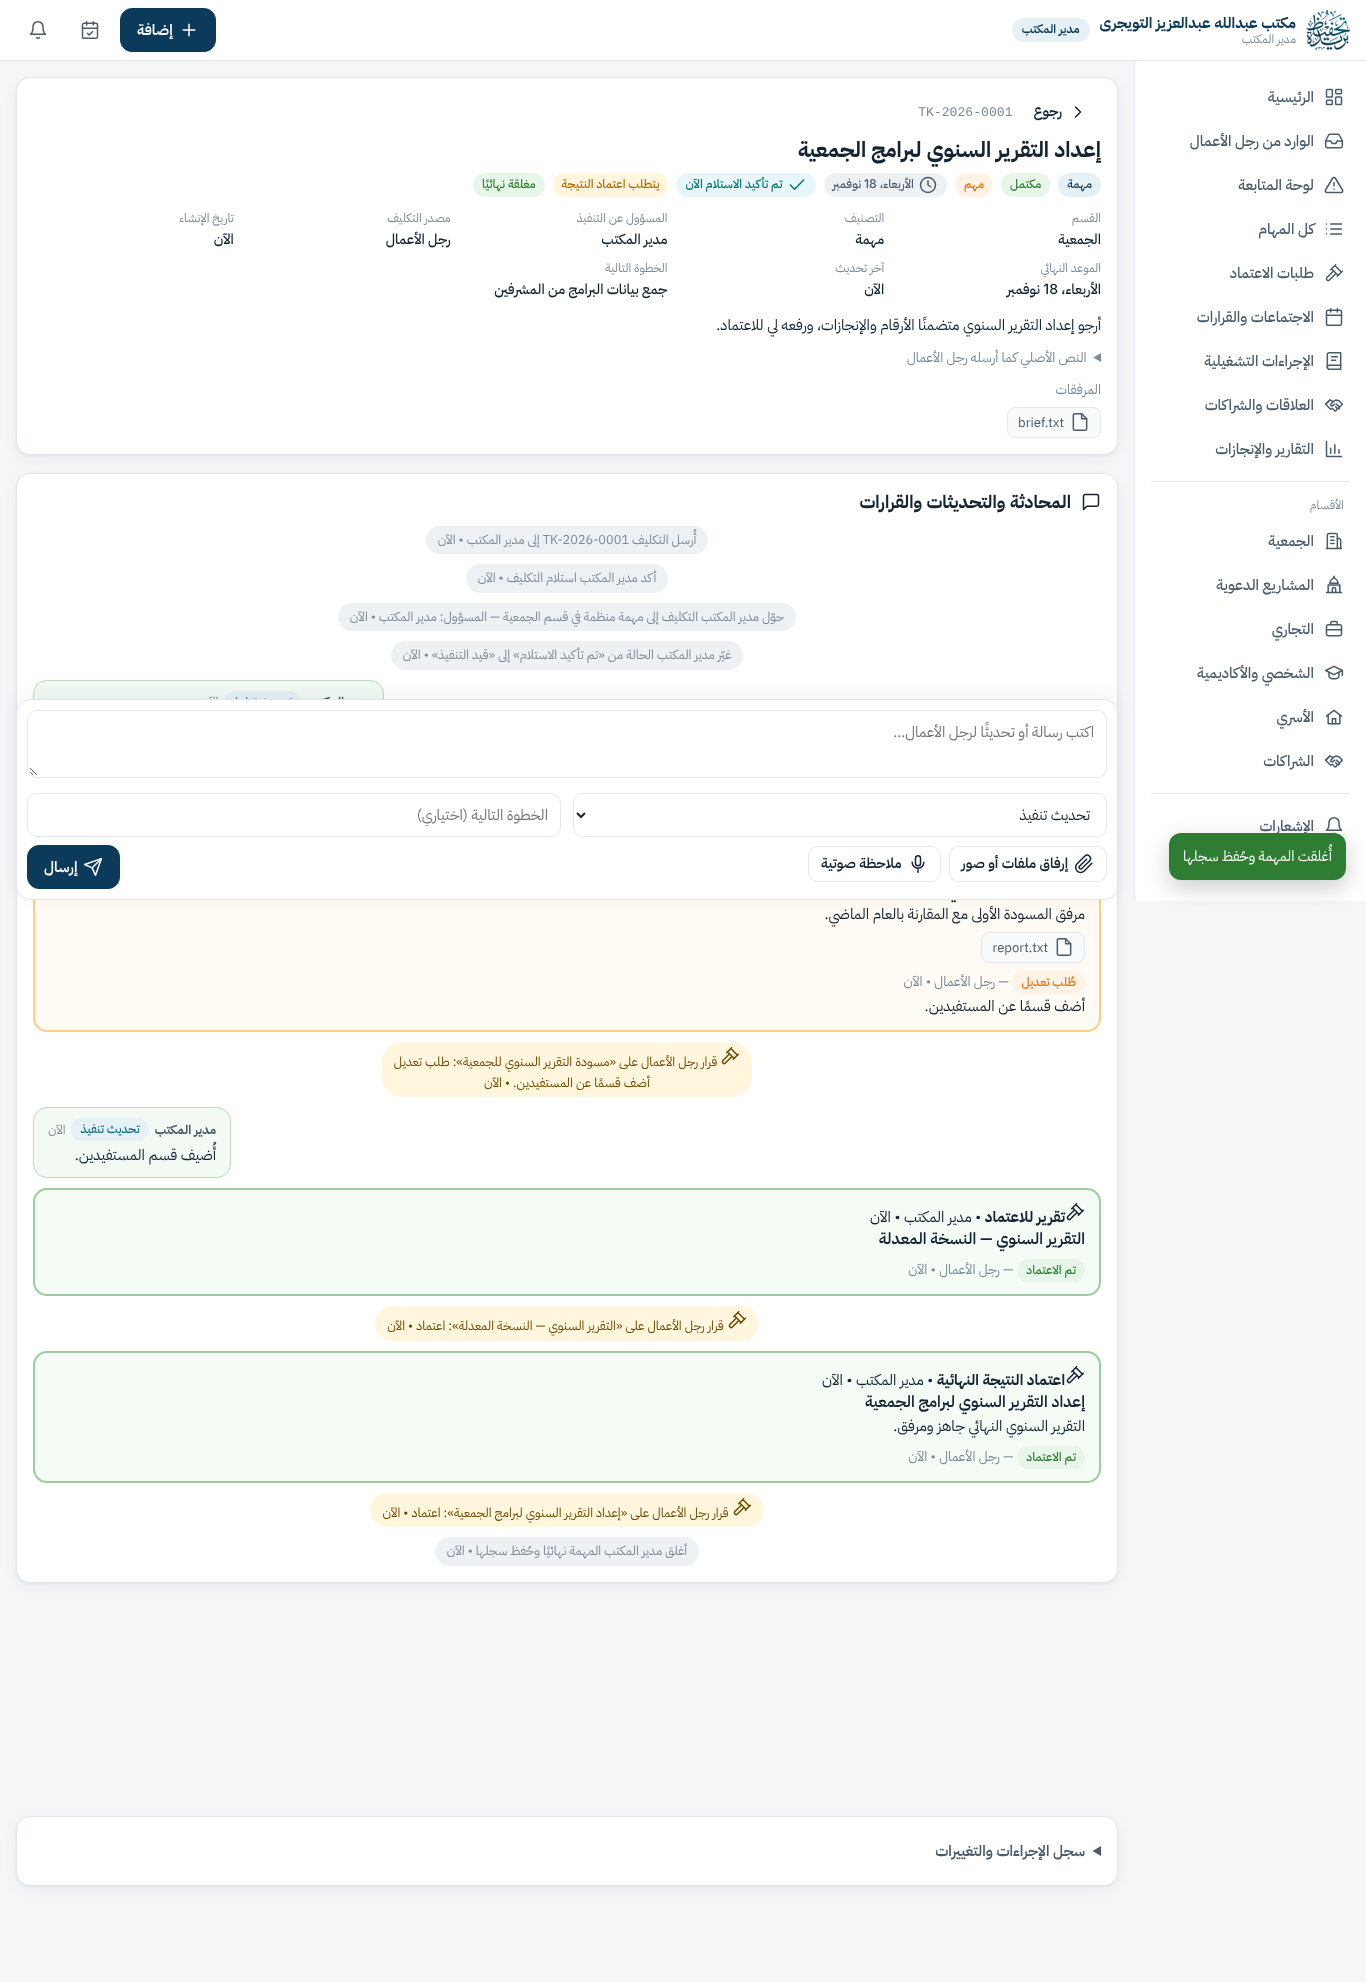 مكتب عبدالله عبدالعزيز التويجري
مدير المكتب
مدير المكتب
إضافة
الرئيسية
الوارد من رجل الأعمال
لوحة المتابعة
كل المهام
طلبات الاعتماد
الاجتماعات والقرارات
الإجراءات التشغيلية
العلاقات والشراكات
التقارير والإنجازات
الأقسام
الجمعية
المشاريع الدعوية
التجاري
الشخصي والأكاديمية
الأسري
الشراكات
الإشعارات
أُغلقت المهمة وحُفظ سجلها
رجوع TK-2026-0001
إعداد التقرير السنوي لبرامج الجمعية
مهمة مكتمل مهم الأربعاء، 18 نوفمبر تم تأكيد الاستلام الآن يتطلب اعتماد النتيجة مغلقة نهائيًا
القسم التصنيف المسؤول عن التنفيذ مصدر التكليف تاريخ الإنشاء
الجمعية مهمة مدير المكتب رجل الأعمال الآن
الموعد النهائي آخر تحديث الخطوة التالية
الأربعاء، 18 نوفمبر الآن جمع بيانات البرامج من المشرفين
أرجو إعداد التقرير السنوي متضمنًا الأرقام والإنجازات، ورفعه لي للاعتماد.
النص الأصلي كما أرسله رجل الأعمال
المرفقات
brief.txt
المحادثة والتحديثات والقرارات
أُرسل التكليف TK-2026-0001 إلى مدير المكتب • الآن
أكد مدير المكتب استلام التكليف • الآن
حوّل مدير المكتب التكليف إلى مهمة منظمة في قسم الجمعية — المسؤول: مدير المكتب • الآن
غيّر مدير المكتب الحالة من «تم تأكيد الاستلام» إلى «قيد التنفيذ» • الآن
اكتب رسالة أو تحديثًا لرجل الأعمال...
تحديث تنفيذ الخطوة التالية (اختياري)
إرفاق ملفات أو صور ملاحظة صوتية إرسال
مرفق المسودة الأولى مع المقارنة بالعام الماضي.
report.txt
طُلب تعديل — رجل الأعمال • الآن
أضف قسمًا عن المستفيدين.
قرار رجل الأعمال على «مسودة التقرير السنوي للجمعية»: طلب تعديل
أضف قسمًا عن المستفيدين. • الآن
مدير المكتب تحديث تنفيذ الآن
أُضيف قسم المستفيدين.
تقرير للاعتماد • مدير المكتب • الآن
التقرير السنوي — النسخة المعدلة
تم الاعتماد — رجل الأعمال • الآن
قرار رجل الأعمال على «التقرير السنوي — النسخة المعدلة»: اعتماد • الآن
اعتماد النتيجة النهائية • مدير المكتب • الآن
إعداد التقرير السنوي لبرامج الجمعية
التقرير السنوي النهائي جاهز ومرفق.
تم الاعتماد — رجل الأعمال • الآن
قرار رجل الأعمال على «إعداد التقرير السنوي لبرامج الجمعية»: اعتماد • الآن
أغلق مدير المكتب المهمة نهائيًا وحُفظ سجلها • الآن
سجل الإجراءات والتغييرات